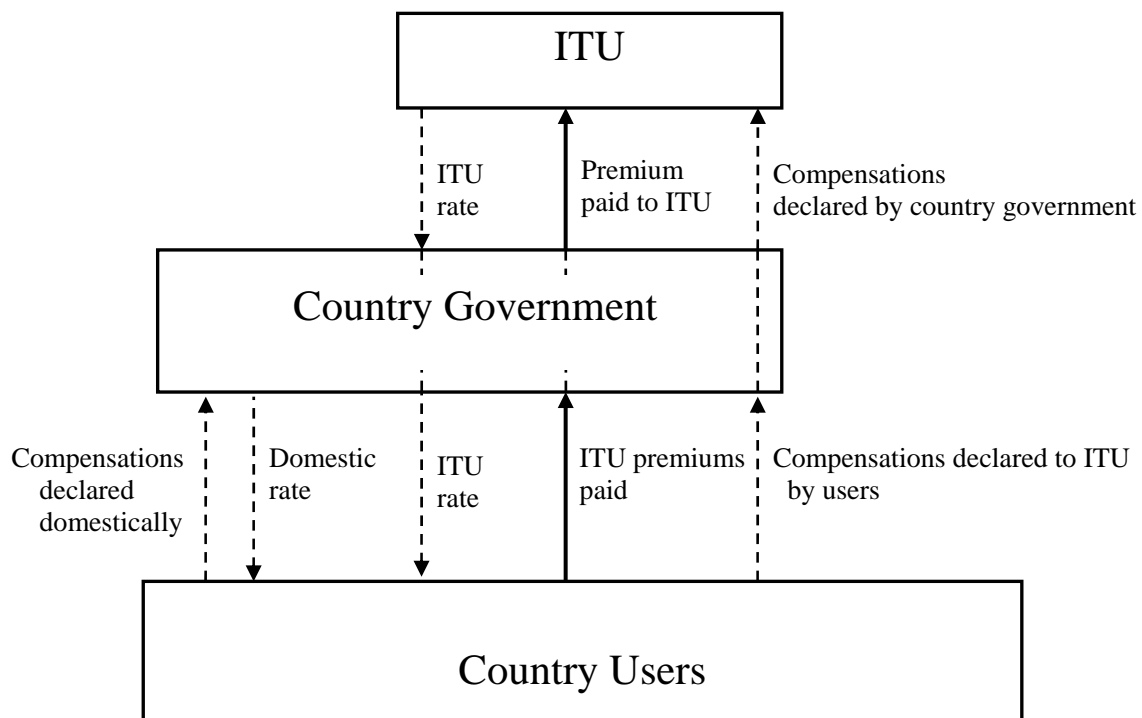 ITU
ITU
rate
Premium
paid to ITU
Compensations
declared by country government
Country Government
Compensations
declared
domestically
Domestic
rate
ITU
rate
ITU premiums
paid
Compensations declared to ITU
by users
Country Users